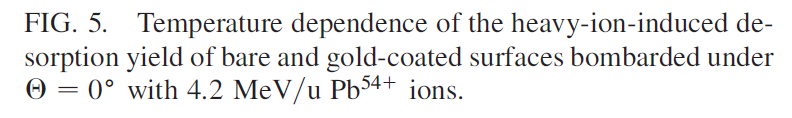 FIG. 5. Temperature dependence of the heavy-ion-induced de-
sorption yield of bare and gold-coated surfaces bombarded under
Θ = 0° with 4.2 MeV/u Pb⁵⁴⁺ ions.